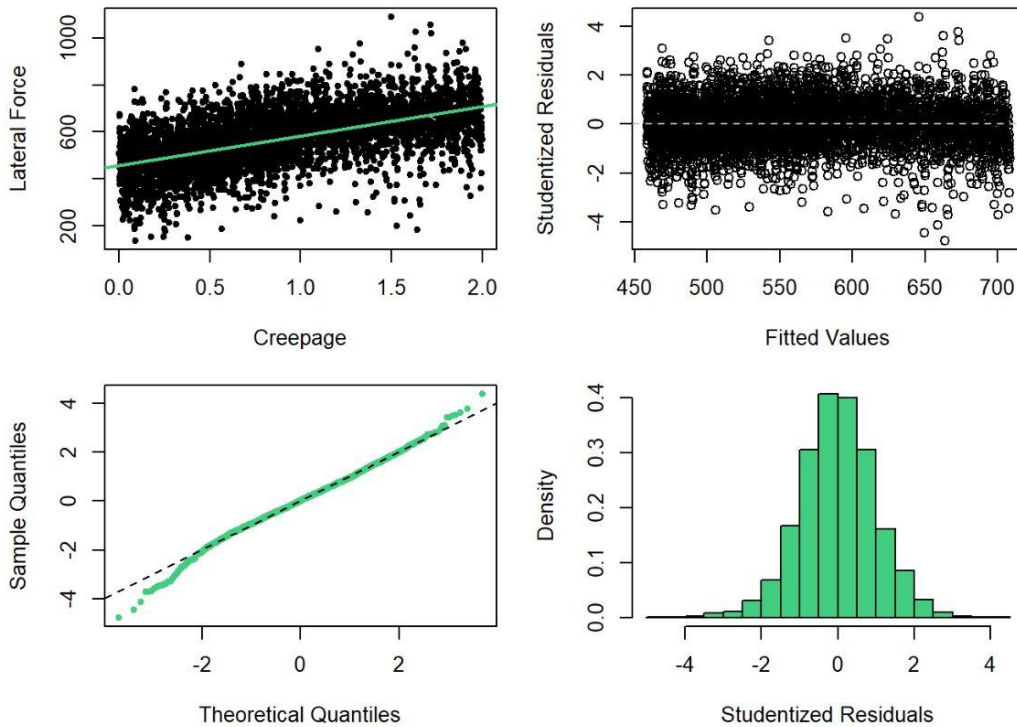 Lateral Force
1000
600
200
0.0 0.5 1.0 1.5 2.0
Creepage
Studentized Residuals
4
2
0
-2
-4
450 500 550 600 650 700
Fitted Values
Sample Quantiles
4
2
0
-2
-4
-2 0 2
Theoretical Quantiles
Density
0.4
0.3
0.2
0.1
0.0
-4 -2 0 2 4
Studentized Residuals